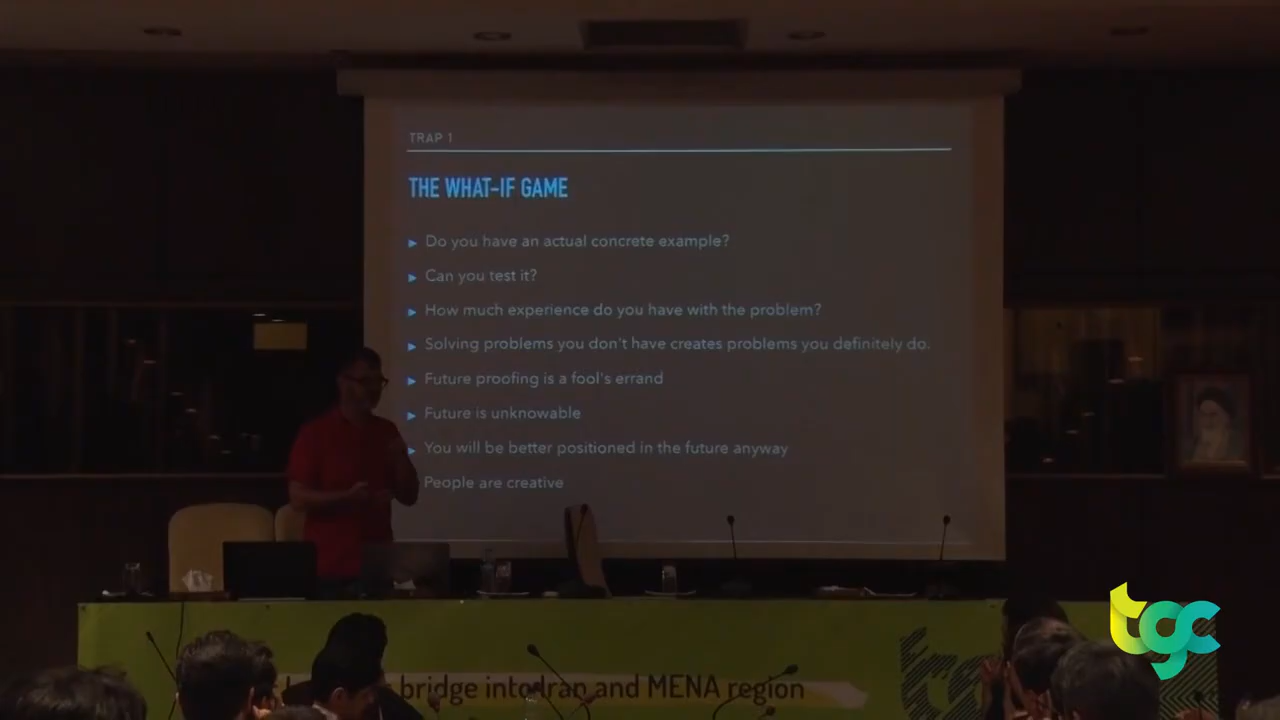 TRAP 1
THE WHAT-IF GAME
Do you have an actual concrete example?
Can you test it?
How much experience do you have with the problem?
Solving problems you don't have creates problems you definitely do.
Future proofing is a fool's errand
Future is unknowable
You will be better positioned in the future anyway
People are creative
tgc
bridge into Iran and MENA region